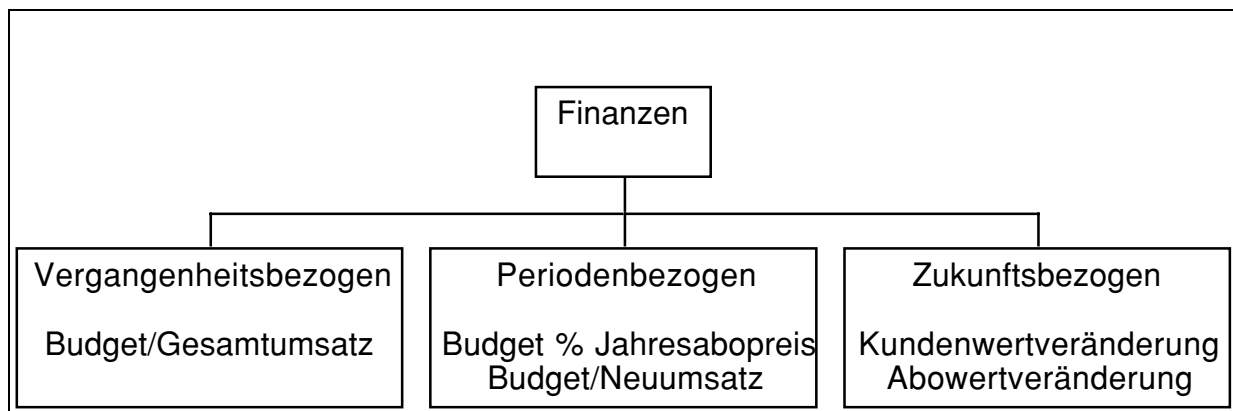 Finanzen
Vergangenheitsbezogen
Budget/Gesamtumsatz
Periodenbezogen
Budget % Jahresabopreis
Budget/Neuumsatz
Zukunftsbezogen
Kundenwertveränderung
Abowertveränderung